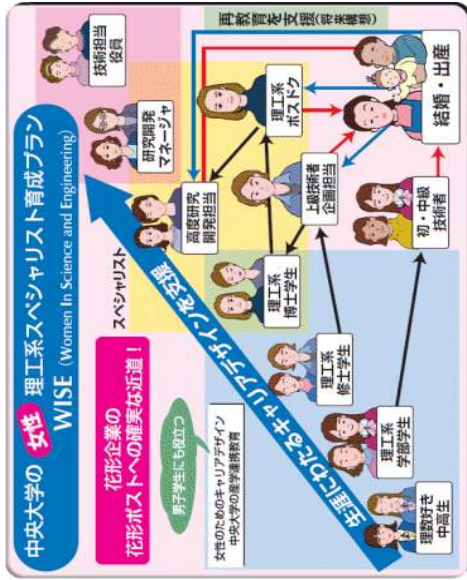 中央大学の 女性 理工系スペシャリスト育成プラン
WISE (Women In Science and Engineering)
花形企業の
花形ポストへの確実な近道！
男子学生にも役立つ
女性のためのキャリアデザイン
中央大学の産学連携教育
スペシャリスト
生涯にわたるキャリアデザインを支援
技術担当
役員
研究開発
マネージャ
高度研究
開発担当
理工系
ポスドク
再教育を支援(将来構想)
理工系
博士学生
上級技術者
企画担当
理工系
修士学生
初・中級
技術者
結婚・出産
理工系
学部学生
理数好き
中高生